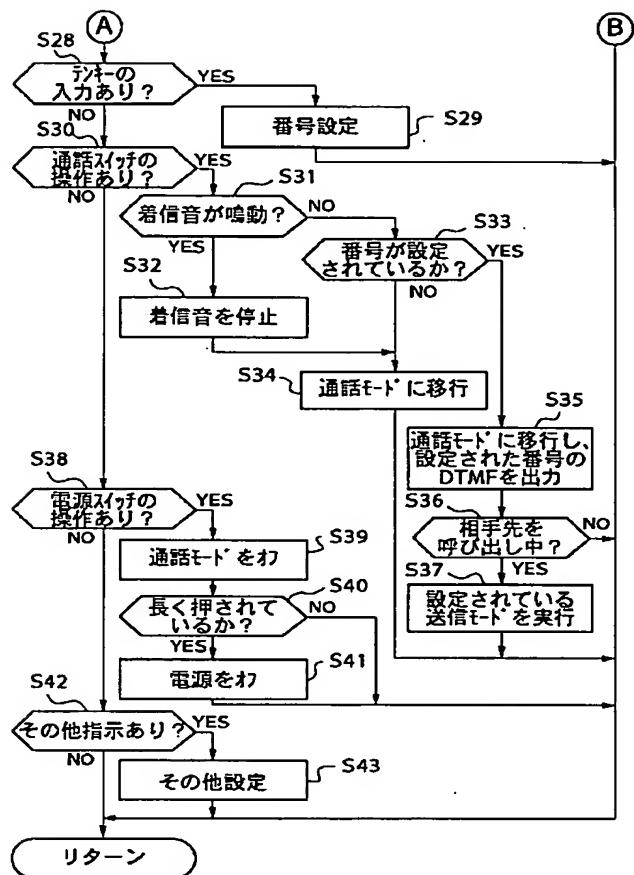 A
B
S28
テンキーの
入力あり?
YES
NO
番号設定
S29
S30
通話スイッチの
操作あり?
YES
NO
S31
着信音が鳴動?
NO
YES
S32
着信音を停止
S33
番号が設定
されているか?
YES
NO
S34
通話モードに移行
S35
通話モードに移行し、
設定された番号の
DTMFを出力
S36
相手先を
呼び出し中?
NO
YES
S37
設定されている
送信モードを実行
S38
電源スイッチの
操作あり?
YES
NO
S39
通話モードをオフ
S40
長く押されて
いるか?
NO
YES
S41
電源をオフ
S42
その他指示あり?
YES
NO
S43
その他設定
リターン